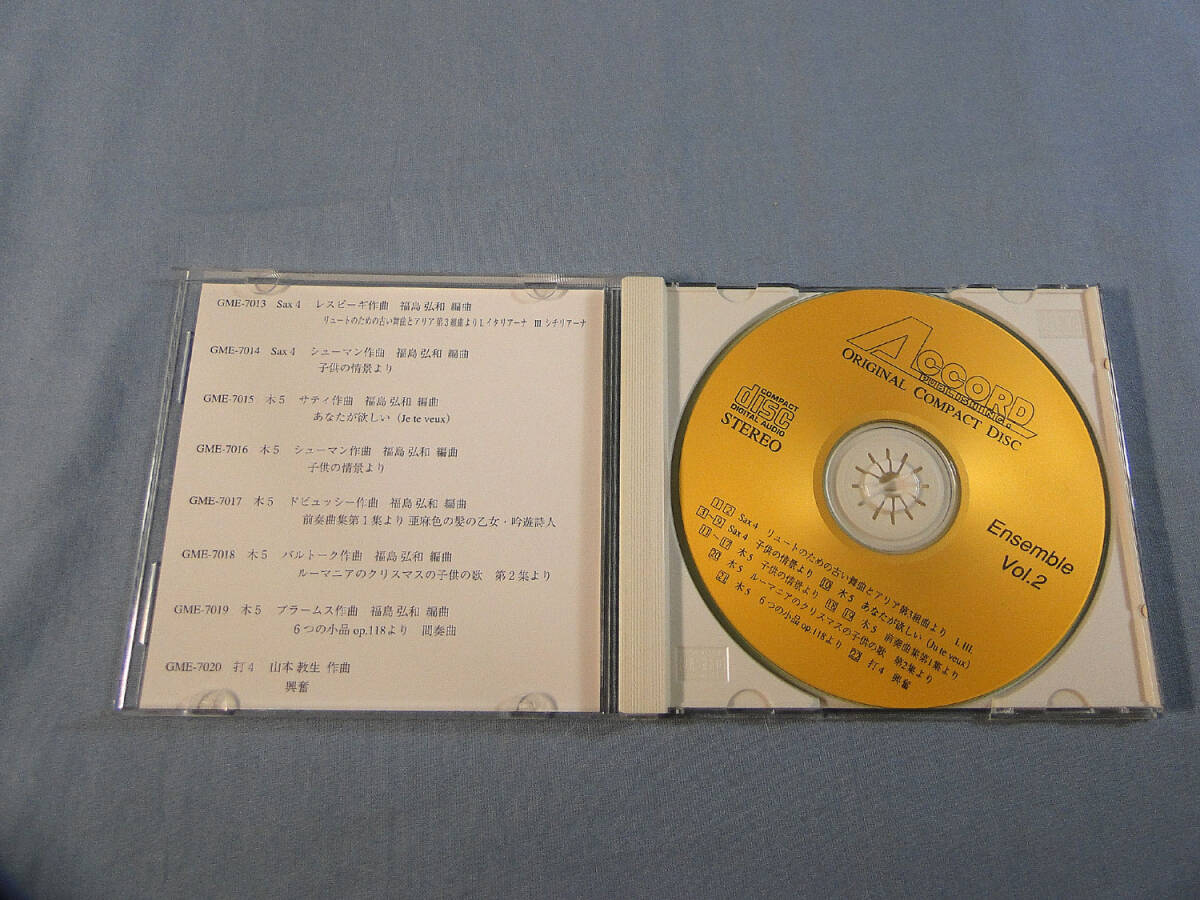 GME-7013 Sax 4 レスピーギ作曲 福島 弘和 編曲
リュートのための古い舞曲とアリア 第3組曲より I. イタリアーナ III. シチリアーナ
GME-7014 Sax 4 シューマン作曲 福島 弘和 編曲
子供の情景より
GME-7015 木5 サティ作曲 福島 弘和 編曲
あなたが欲しい (Je te veux)
GME-7016 木5 シューマン作曲 福島 弘和 編曲
子供の情景より
GME-7017 木5 ドビュッシー作曲 福島 弘和 編曲
前奏曲集第1集より 亜麻色の髪の乙女・吟遊詩人
GME-7018 木5 バルトーク作曲 福島 弘和 編曲
ルーマニアのクリスマスの子供の歌 第2集より
GME-7019 木5 ブラームス作曲 福島 弘和 編曲
6つの小品 op.118より 間奏曲
GME-7020 打4 山本 教生 作曲
興奮
ACCORD
PUBLISHING
ORIGINAL COMPACT DISC
COMPACT
disc
DIGITAL AUDIO
STEREO
Ensemble
Vol.2
1 2 Sax 4 リュートのための古い舞曲とアリア第3組曲より I. III.
3~9 Sax 4 子供の情景より 10 木5 あなたが欲しい (Ju te veux)
11~17 木5 子供の情景より 18 19 木5 前奏曲集第1集より
20 木5 ルーマニアのクリスマスの子供の歌 第2集より
21 木5 6つの小品 op.118より 22 打4 興奮